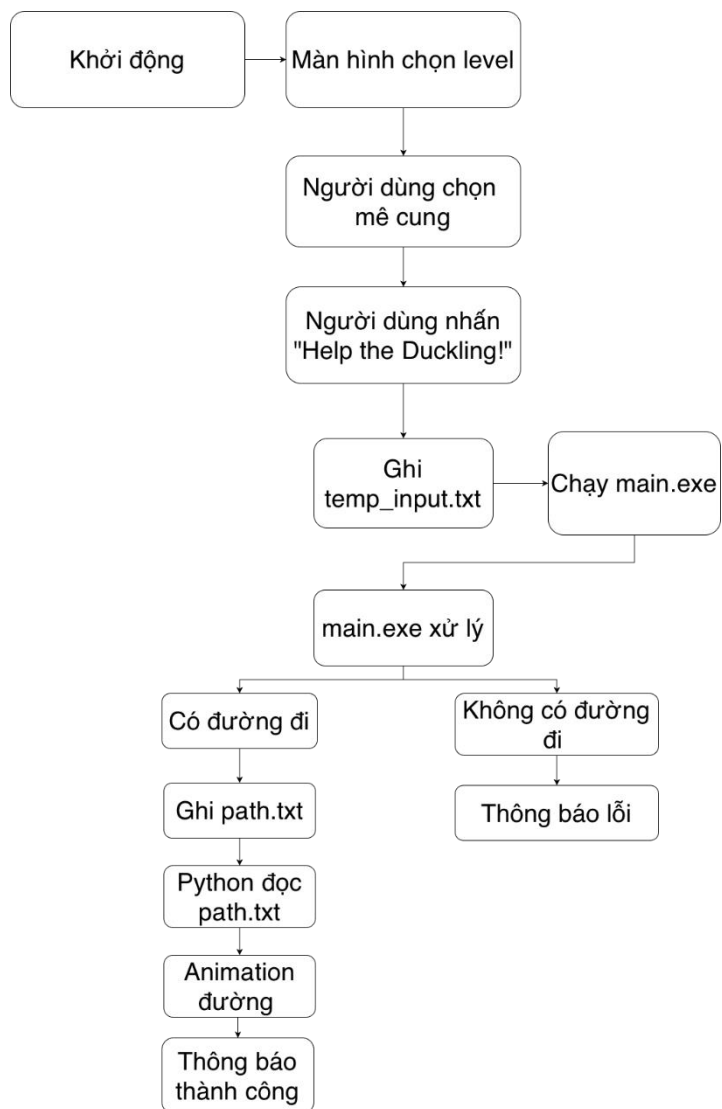 Khởi động
Màn hình chọn level
Người dùng chọn
mê cung
Người dùng nhấn
"Help the Duckling!"
Ghi
temp_input.txt
Chạy main.exe
main.exe xử lý
Có đường đi
Không có đường
đi
Ghi path.txt
Thông báo lỗi
Python đọc
path.txt
Animation
đường
Thông báo
thành công